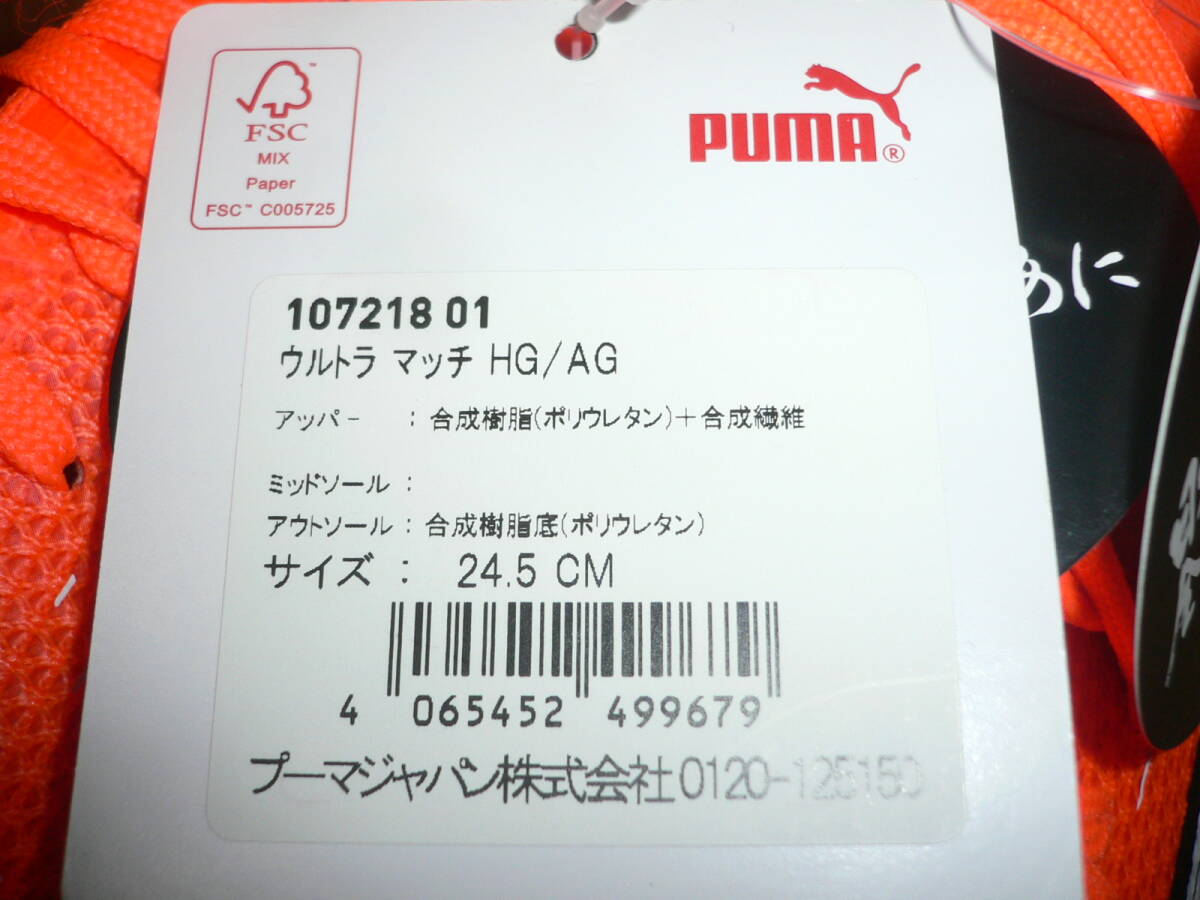 FSC
MIX
Paper
FSC™ C005725
PUMA®
107218 01
ウルトラ マッチ HG/AG
アッパー : 合成樹脂(ポリウレタン)+合成繊維
ミッドソール :
アウトソール : 合成樹脂底(ポリウレタン)
サイズ : 24.5 CM
4 065452 499679
プーマジャパン株式会社0120-125150
めに